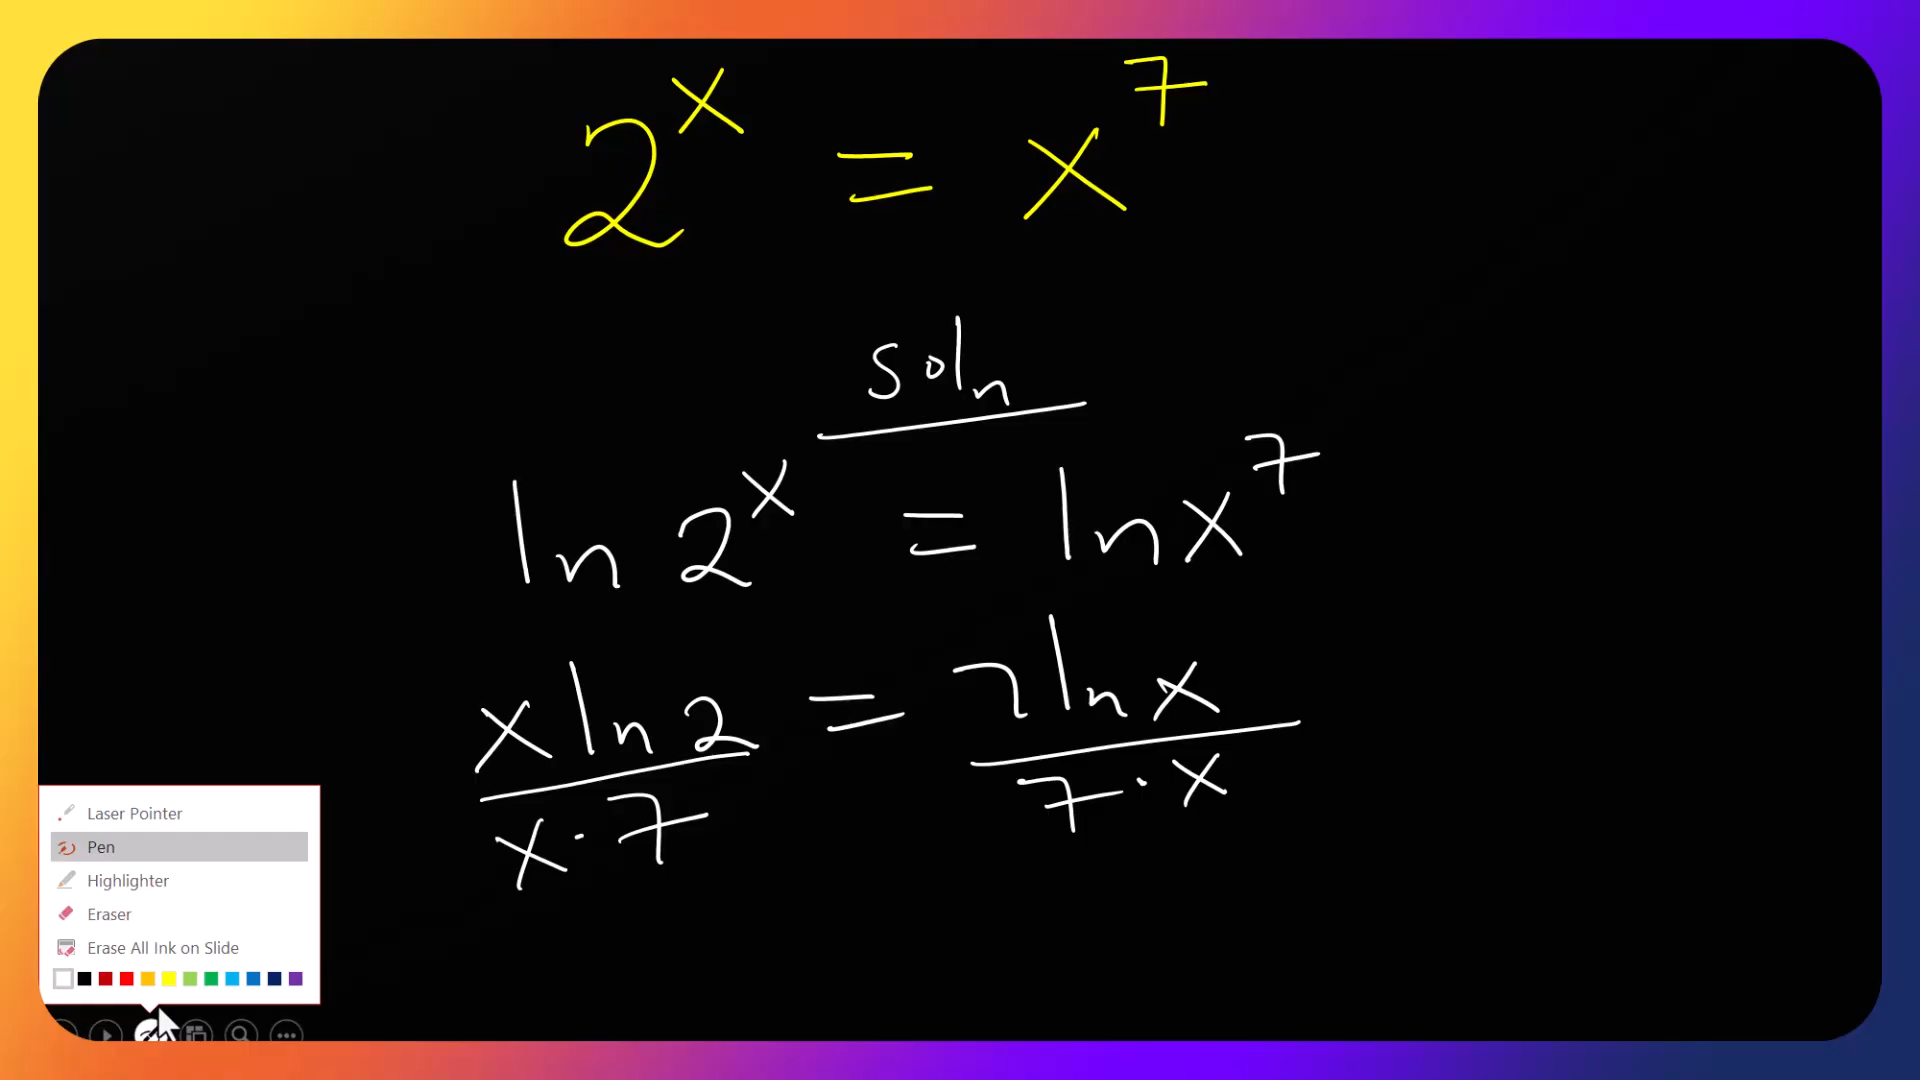 2^x = x^7
soln
ln 2^x = ln x^7
x ln 2 / x · 7 = 7 ln x / 7 · x
Laser Pointer
Pen
Highlighter
Eraser
Erase All Ink on Slide